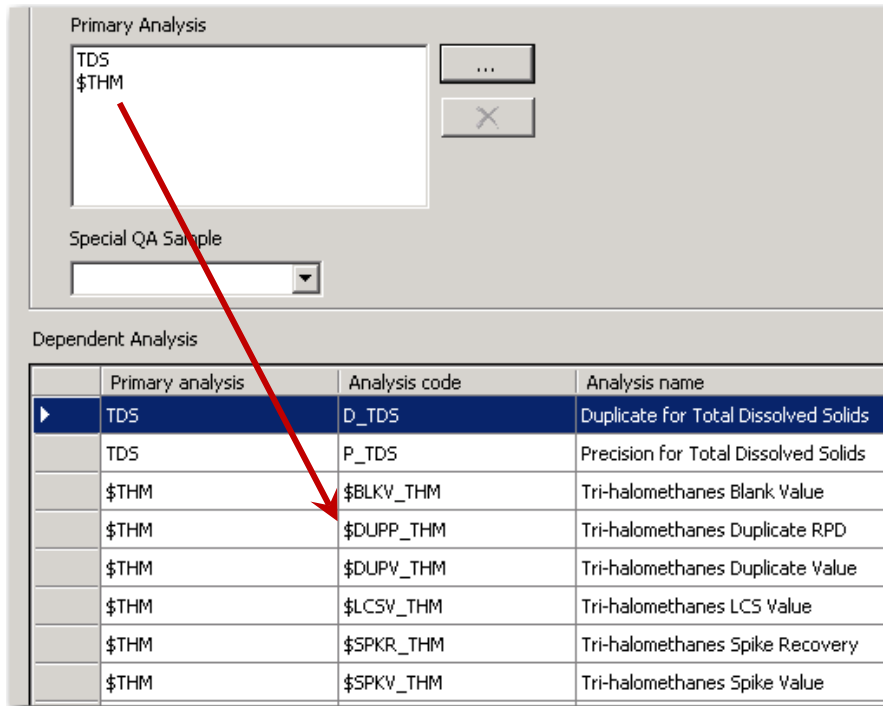 Primary Analysis
TDS
$THM
...
Special QA Sample
Dependent Analysis
Primary analysis Analysis code Analysis name
TDS D_TDS Duplicate for Total Dissolved Solids
TDS P_TDS Precision for Total Dissolved Solids
$THM $BLKV_THM Tri-halomethanes Blank Value
$THM $DUPP_THM Tri-halomethanes Duplicate RPD
$THM $DUPV_THM Tri-halomethanes Duplicate Value
$THM $LCSV_THM Tri-halomethanes LCS Value
$THM $SPKR_THM Tri-halomethanes Spike Recovery
$THM $SPKV_THM Tri-halomethanes Spike Value